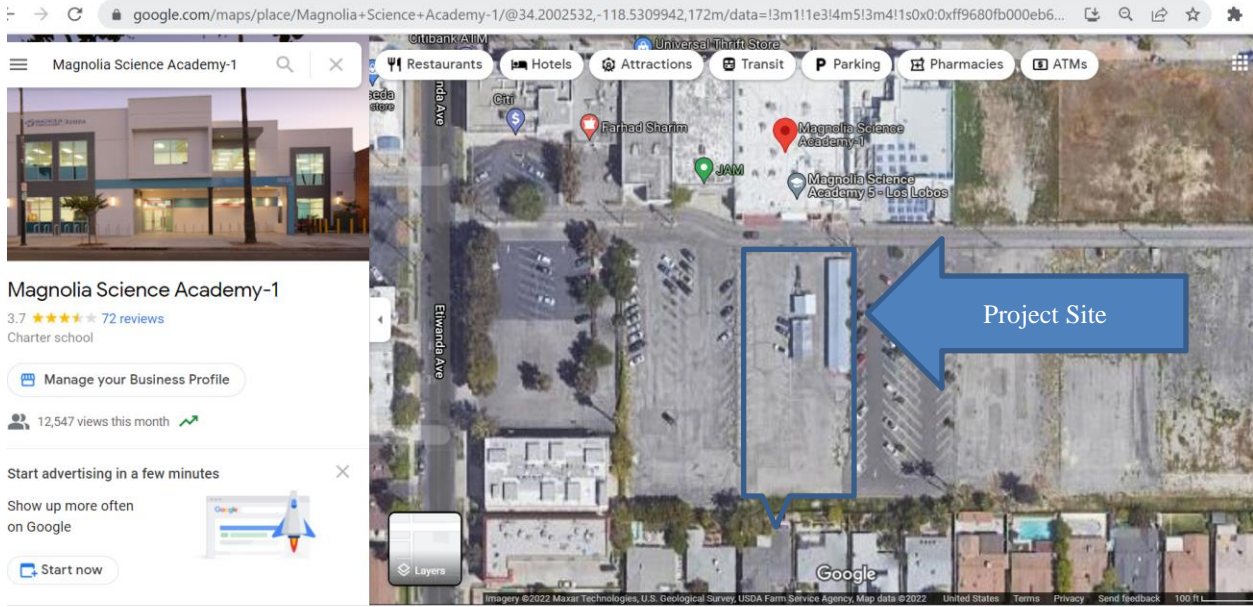 google.com/maps/place/Magnolia+Science+Academy-1/@34.2002532,-118.5309942,172m/data=!3m1!1e3!4m5!3m4!1s0x0:0xff9680fb000eb6...
Magnolia Science Academy-1
Restaurants
Hotels
Attractions
Transit
Parking
Pharmacies
ATMs
Citibank ATM
Universal Thrift Store
Citi
Farhad Sharim
JAM
Magnolia Science
Academy-1
Magnolia Science
Academy 5 - Los Lobos
nda Ave
Etiwanda Ave
Project Site
Magnolia Science Academy-1
3.7
72 reviews
Charter school
Manage your Business Profile
12,547 views this month
Start advertising in a few minutes
Show up more often
on Google
Google
Start now
Layers
Google
Imagery ©2022 Maxar Technologies, U.S. Geological Survey, USDA Farm Service Agency, Map data ©2022
United States
Terms
Privacy
Send feedback
100 ft